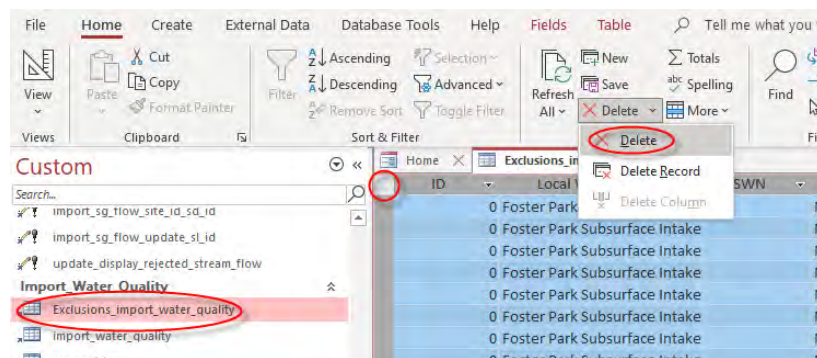 File Home Create External Data Database Tools Help Fields Table Tell me what you
View Paste Cut Copy Format Painter
Filter Ascending Descending Remove Sort Selection Advanced Toggle Filter
Refresh All New Save Delete Totals Spelling More Find
Views Clipboard Sort & Filter
Delete
Delete Record
Delete Column
Custom
Search...
import_sg_flow_site_id_sd_id
import_sg_flow_update_sl_id
update_display_rejected_stream_flow
Import_Water_Quality
Exclusions_import_water_quality
import_water_quality
Home Exclusions_im
ID Local SWN
0 Foster Park
0 Foster Park Subsurface Intake
0 Foster Park Subsurface Intake
0 Foster Park Subsurface Intake
0 Foster Park Subsurface Intake
0 Foster Park Subsurface Intake
0 Foster Park Subsurface Intake
0 Foster Park Subsurface Intake